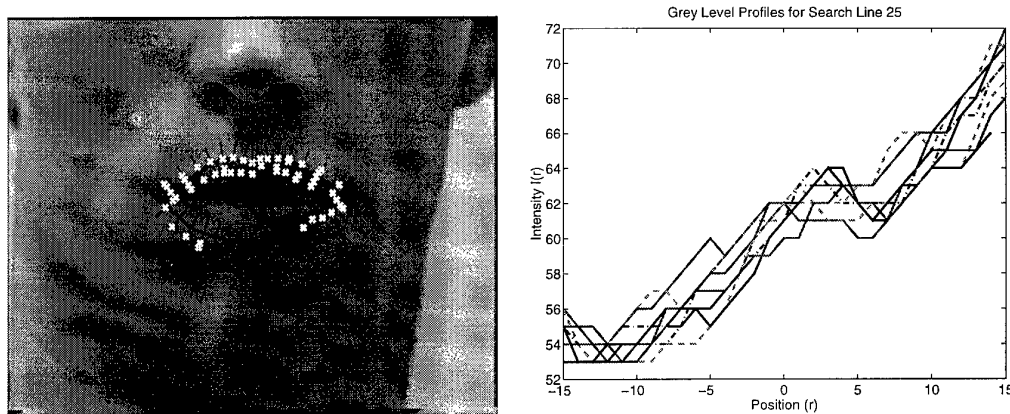 Grey Level Profiles for Search Line 25
72
70
68
66
64
62
60
58
56
54
52
Intensity I(r)
-15 -10 -5 0 5 10 15
Position (r)